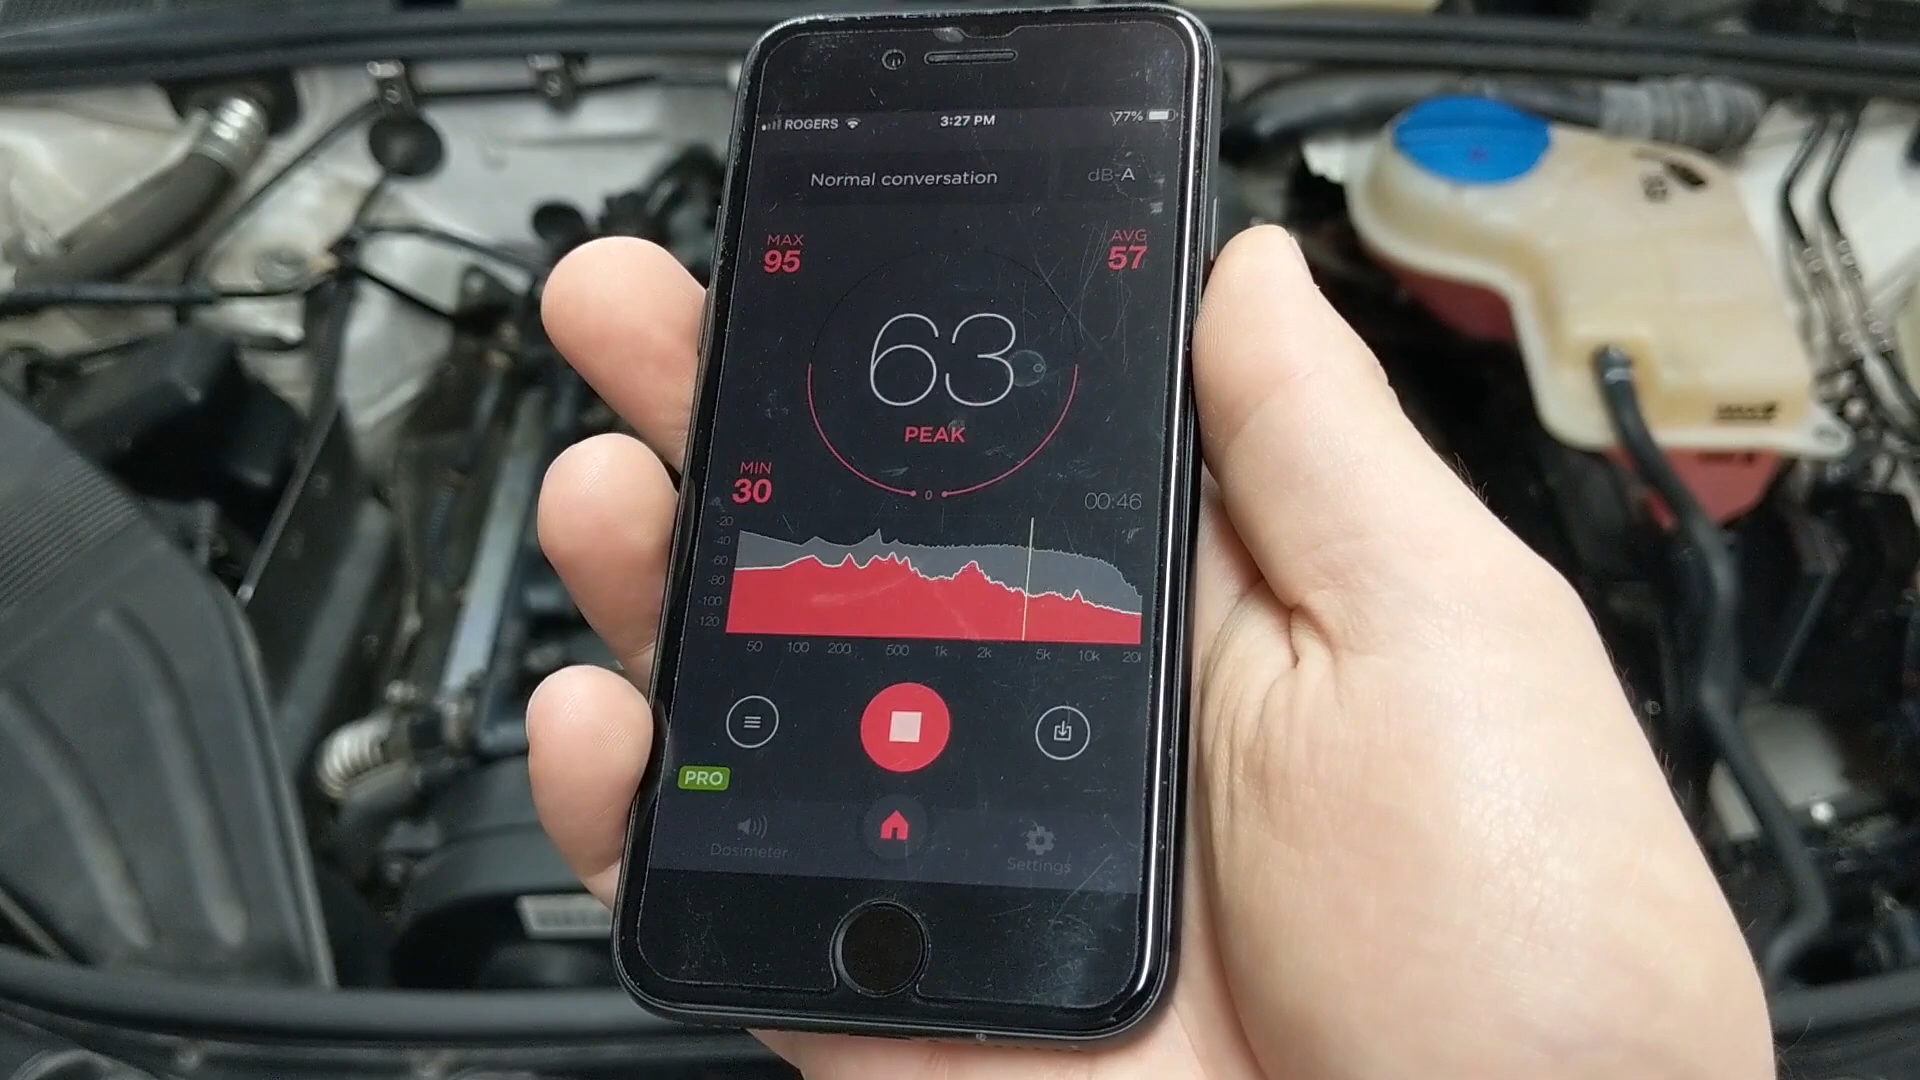 ROGERS 3:27 PM 77%
Normal conversation dB-A
MAX AVG
95 57
63
PEAK
MIN
30
0 00:46
-20
-40
-60
-80
-100
-120
50 100 200 500 1k 2k 5k 10k 20
PRO
Dosimeter Settings